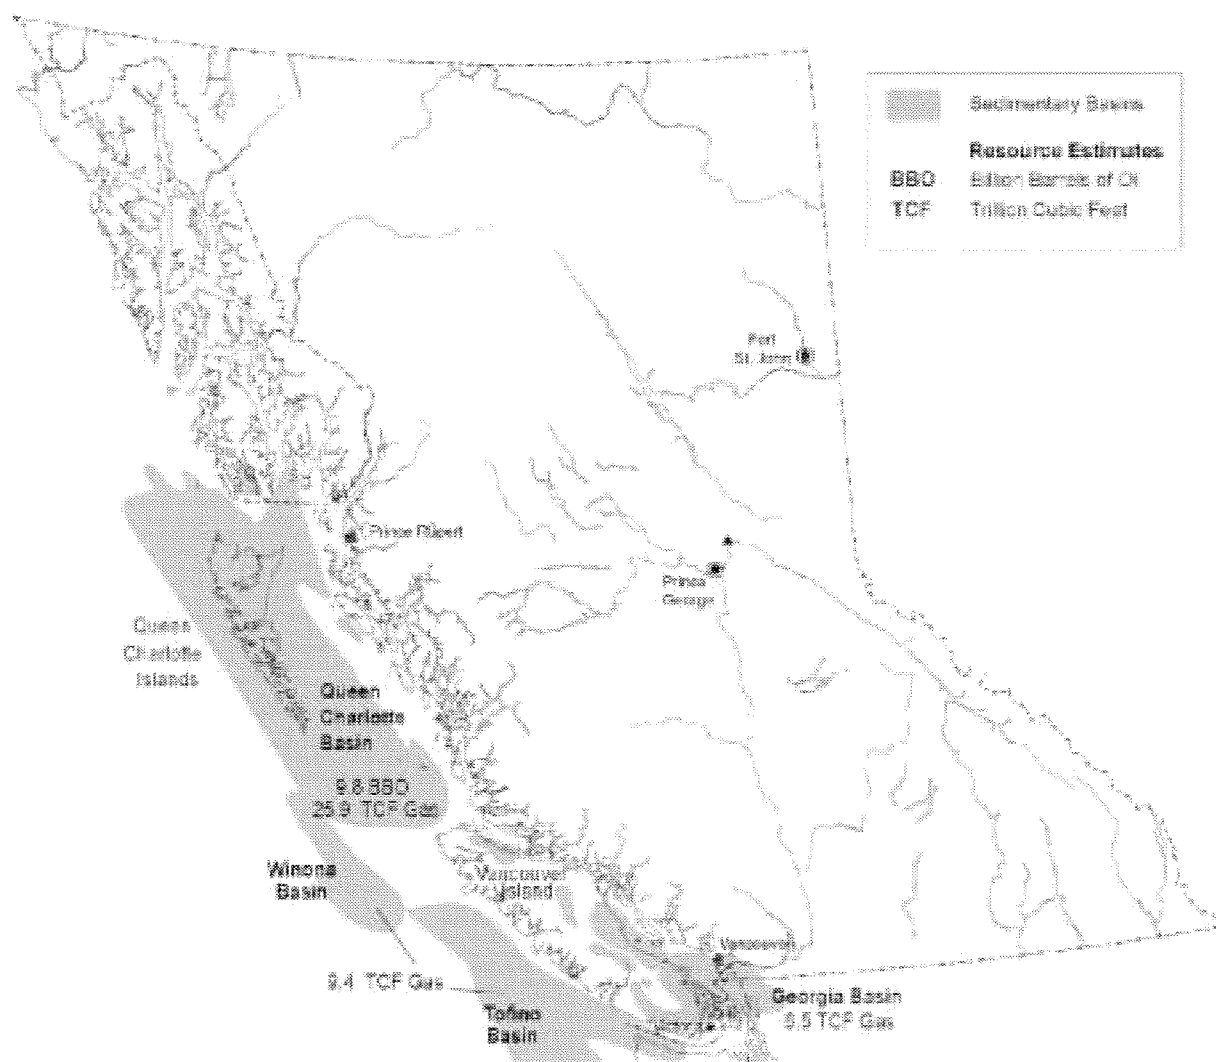 Sedimentary Basins
Resource Estimates
BBO Billion Barrels of Oil
TCF Trillion Cubic Feet
Fort
St. John
Prince Rupert
Prince
George
Queen
Charlotte
Islands
Queen
Charlotte
Basin
9.8 BBO
25.9 TCF Gas
Winona
Basin
Vancouver
Island
Vancouver
9.4 TCF Gas
Tofino
Basin
Georgia Basin
6.5 TCF Gas
Victoria